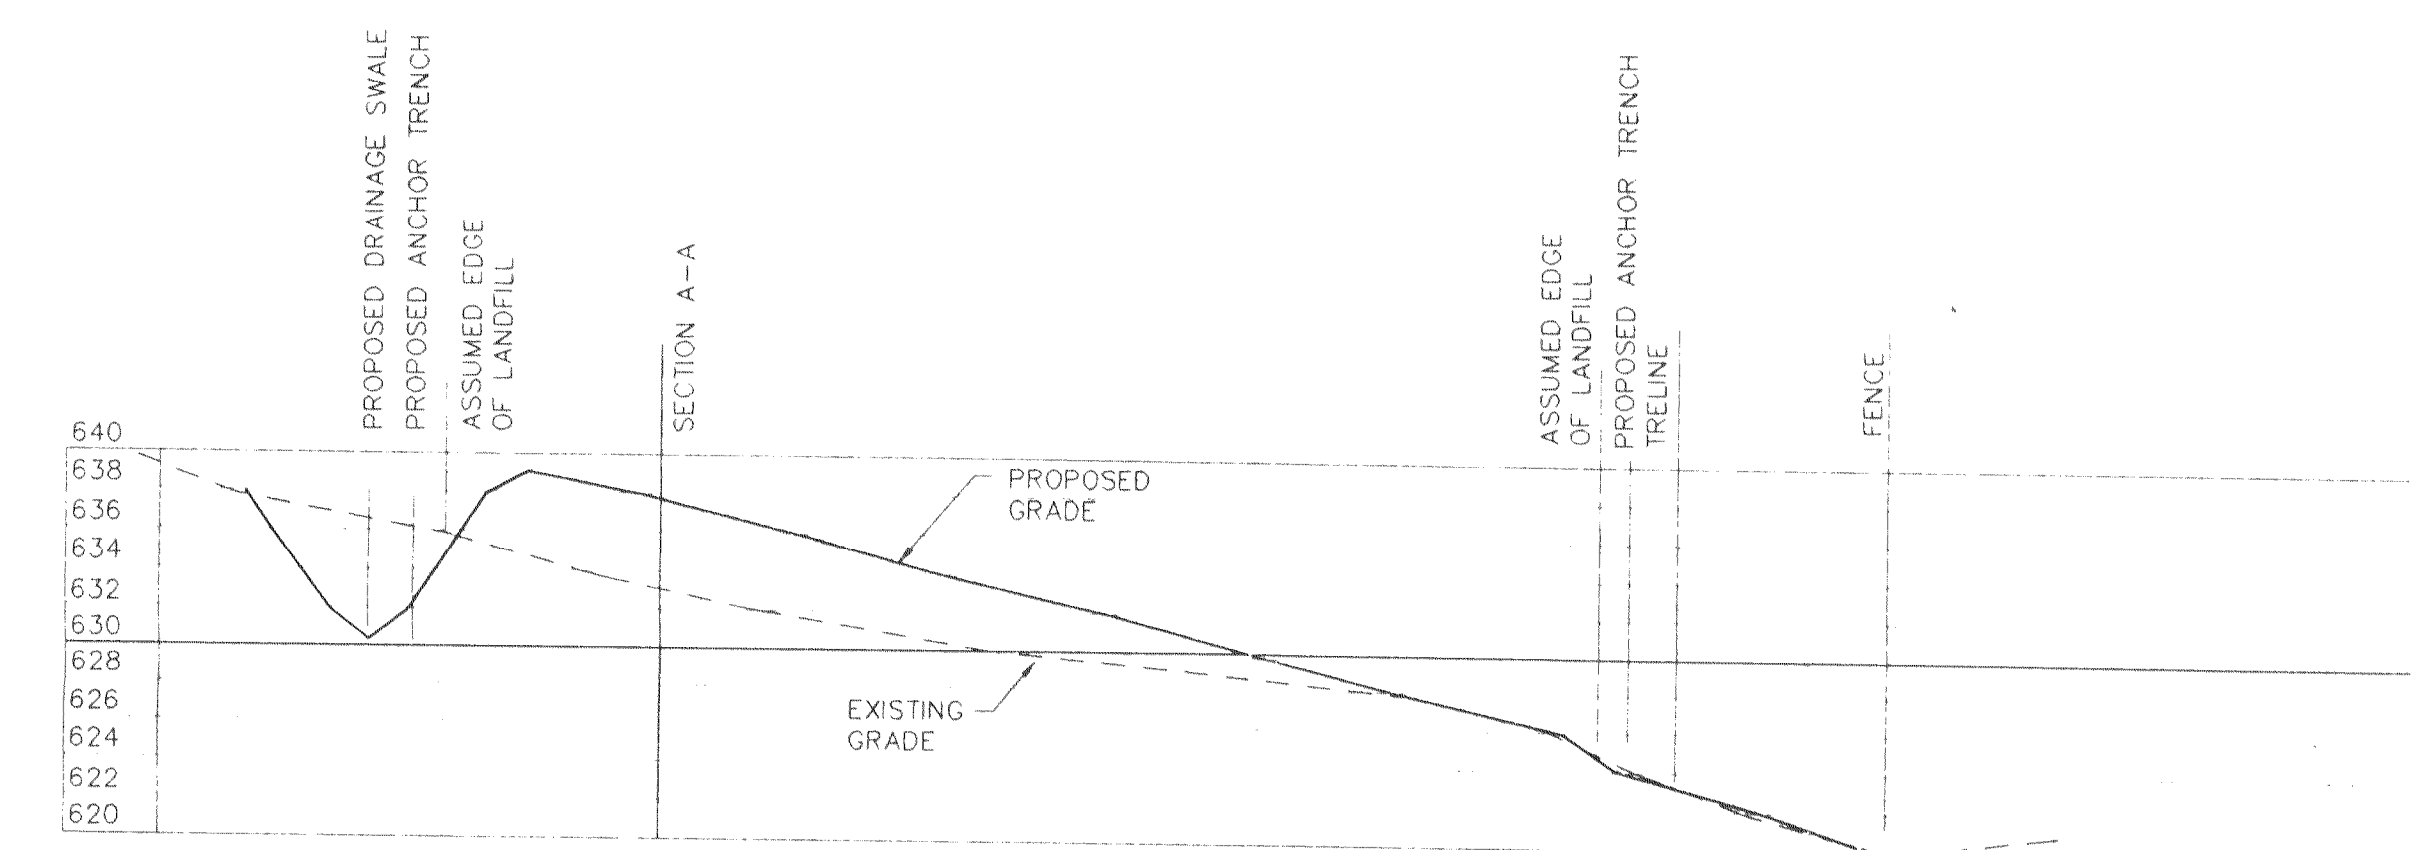 PROPOSED DRAINAGE SWALE
PROPOSED ANCHOR TRENCH
ASSUMED EDGE
OF LANDFILL
SECTION A-A
ASSUMED EDGE
OF LANDFILL
PROPOSED ANCHOR TRENCH
TRELINE
FENCE
640
638
636
634
632
630
628
626
624
622
620
PROPOSED
GRADE
EXISTING
GRADE